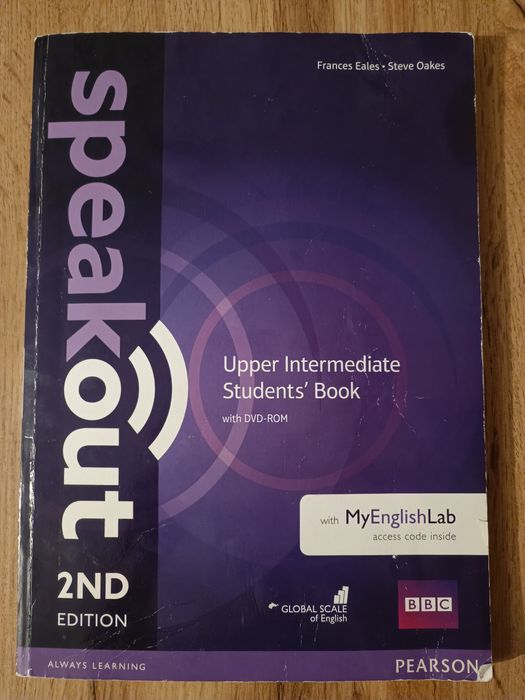 Frances Eales • Steve Oakes
speakout
2ND
EDITION
Upper Intermediate
Students' Book
with DVD-ROM
with MyEnglishLab
access code inside
GLOBAL SCALE
of English
BBC
ALWAYS LEARNING
PEARSON